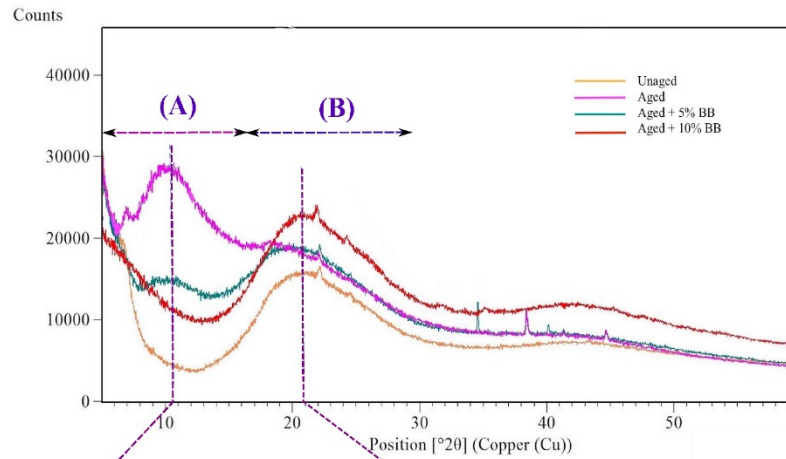 Counts
40000
30000
20000
10000
0
(A)
(B)
Unaged
Aged
Aged + 5% BB
Aged + 10% BB
10
20
30
40
50
Position [°2θ] (Copper (Cu))